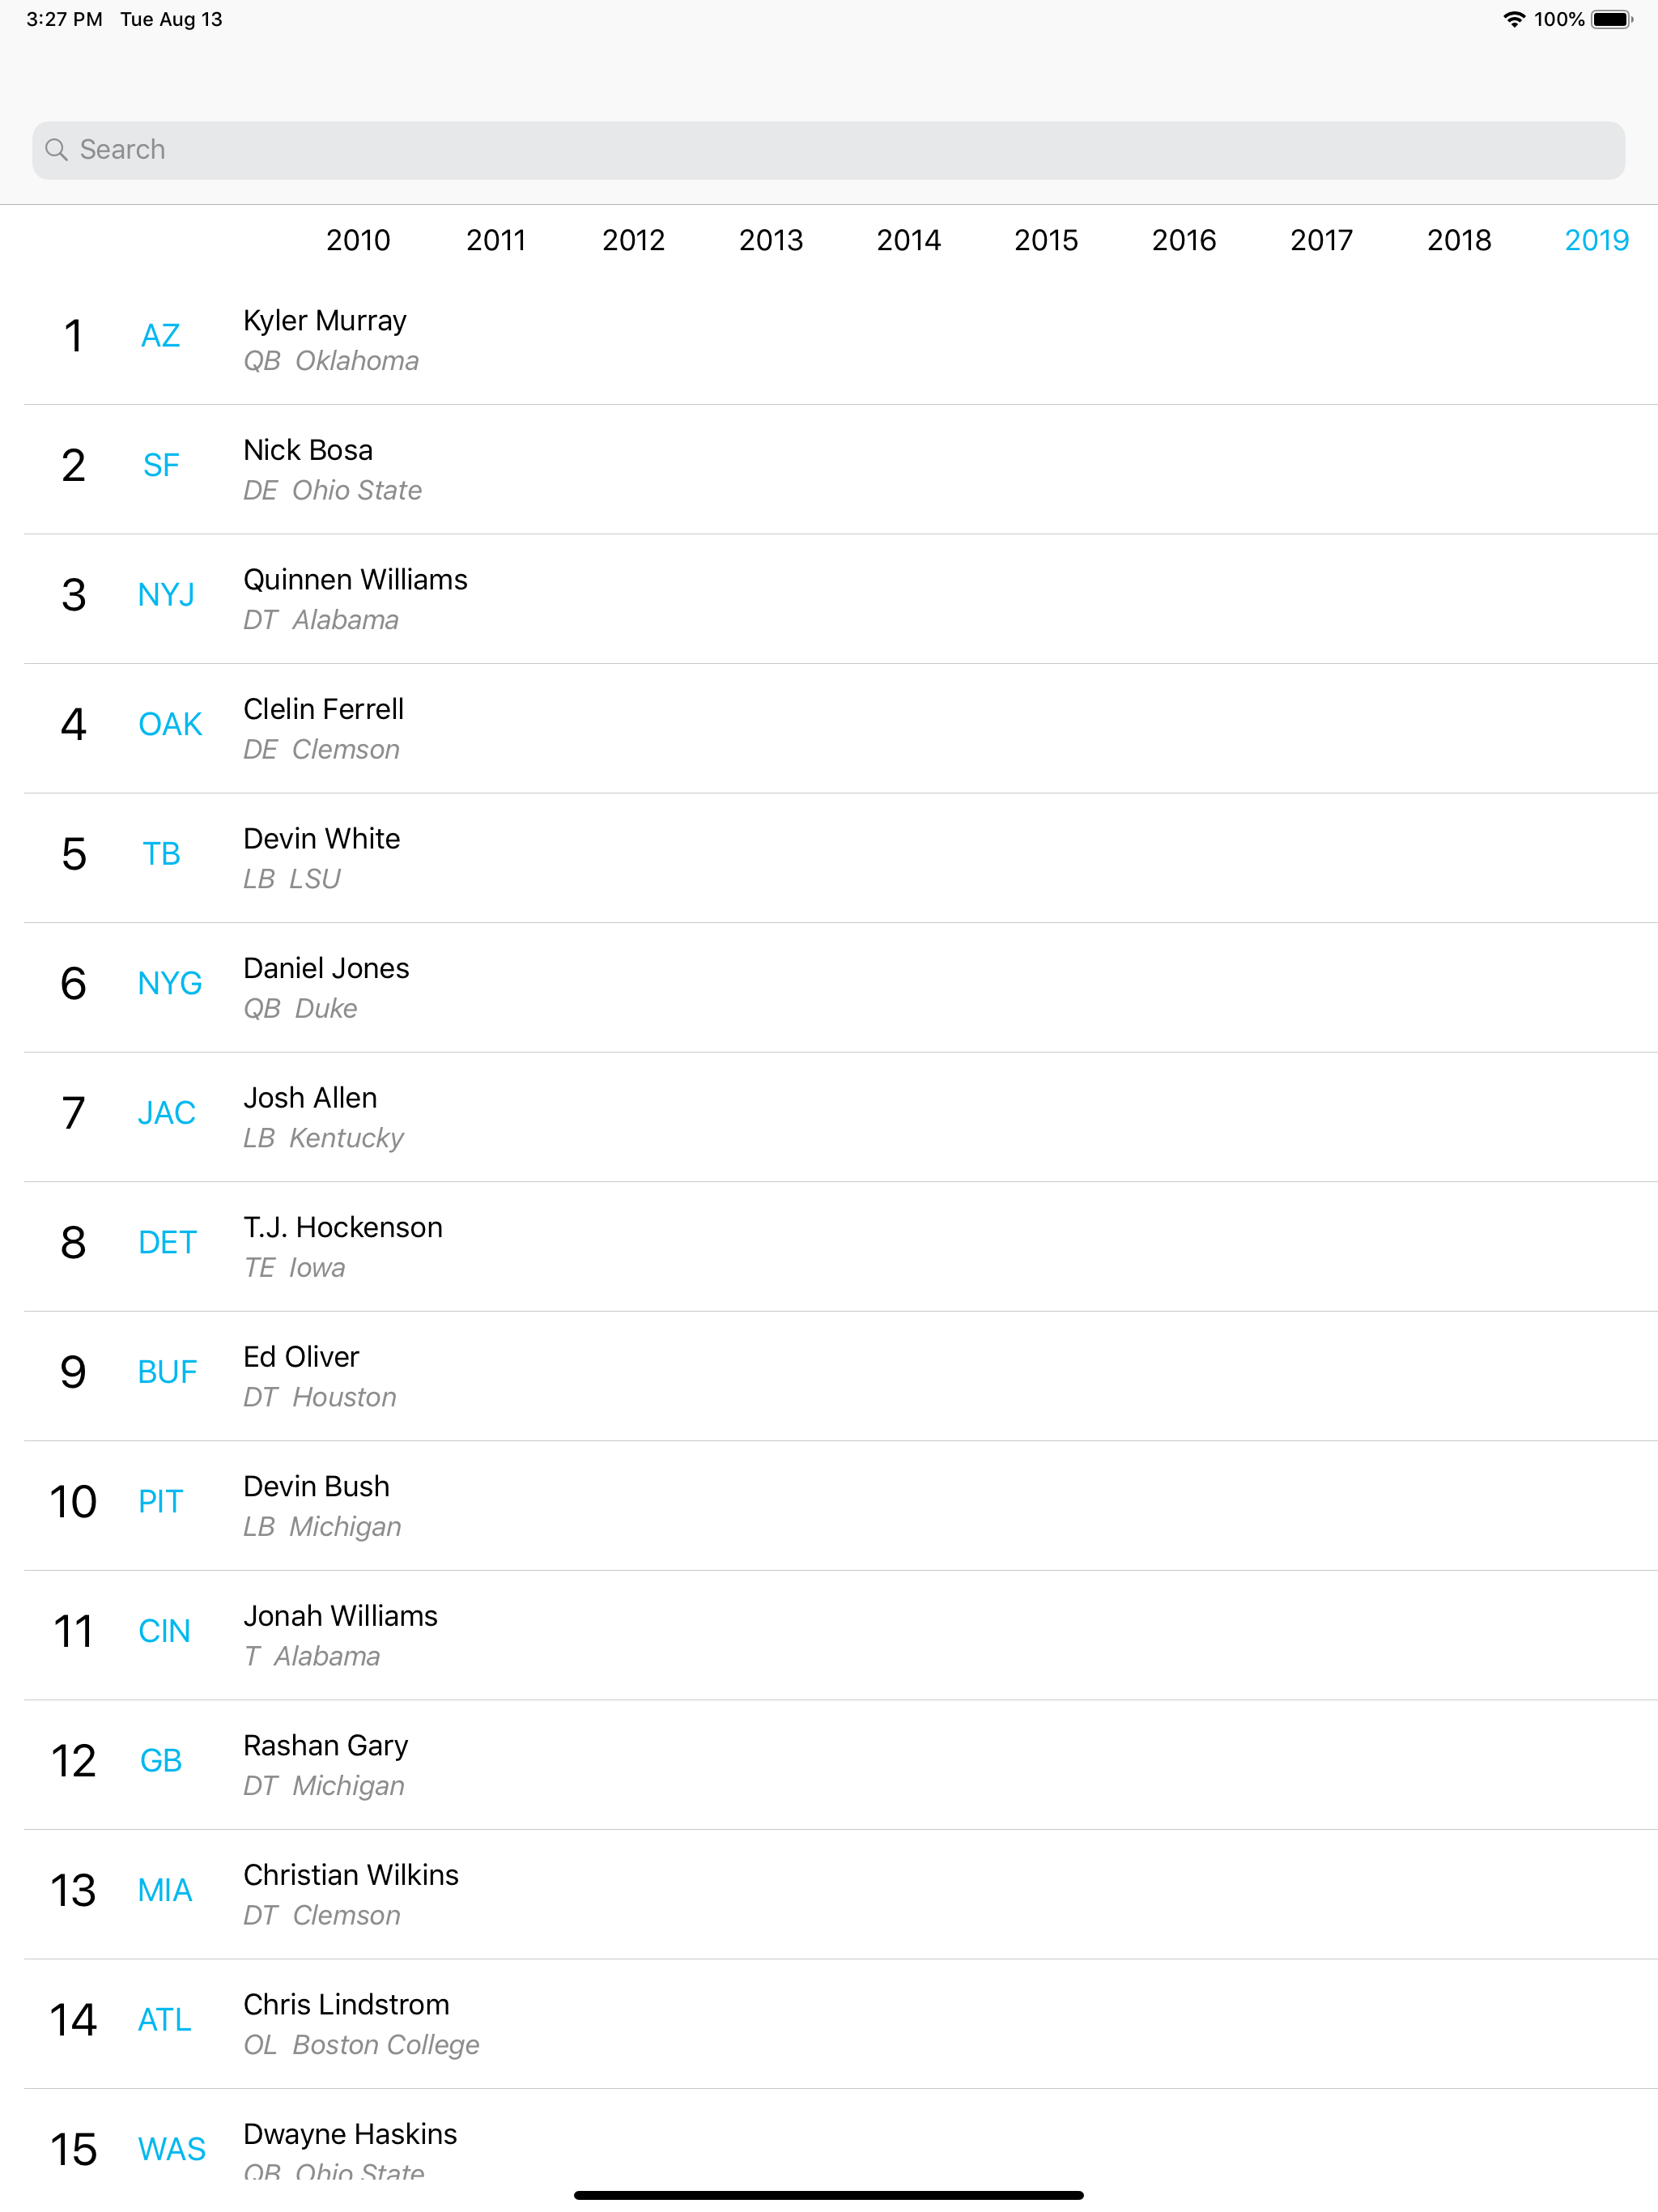 3:27 PM Tue Aug 13 100%
Search
2010 2011 2012 2013 2014 2015 2016 2017 2018 2019
1 AZ Kyler Murray
QB Oklahoma
2 SF Nick Bosa
DE Ohio State
3 NYJ Quinnen Williams
DT Alabama
4 OAK Clelin Ferrell
DE Clemson
5 TB Devin White
LB LSU
6 NYG Daniel Jones
QB Duke
7 JAC Josh Allen
LB Kentucky
8 DET T.J. Hockenson
TE Iowa
9 BUF Ed Oliver
DT Houston
10 PIT Devin Bush
LB Michigan
11 CIN Jonah Williams
T Alabama
12 GB Rashan Gary
DT Michigan
13 MIA Christian Wilkins
DT Clemson
14 ATL Chris Lindstrom
OL Boston College
15 WAS Dwayne Haskins
QB Ohio State